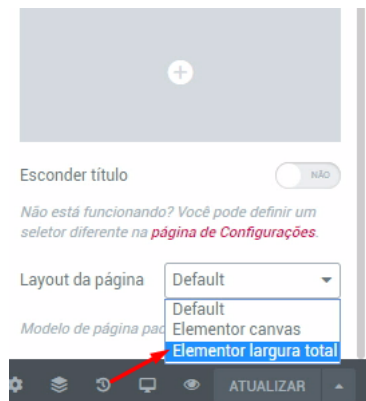 Esconder título
NÃO
Não está funcionando? Você pode definir um
seletor diferente na página de Configurações.
Layout da página
Default
Default
Elementor canvas
Modelo de página pad
Elementor largura total
ATUALIZAR